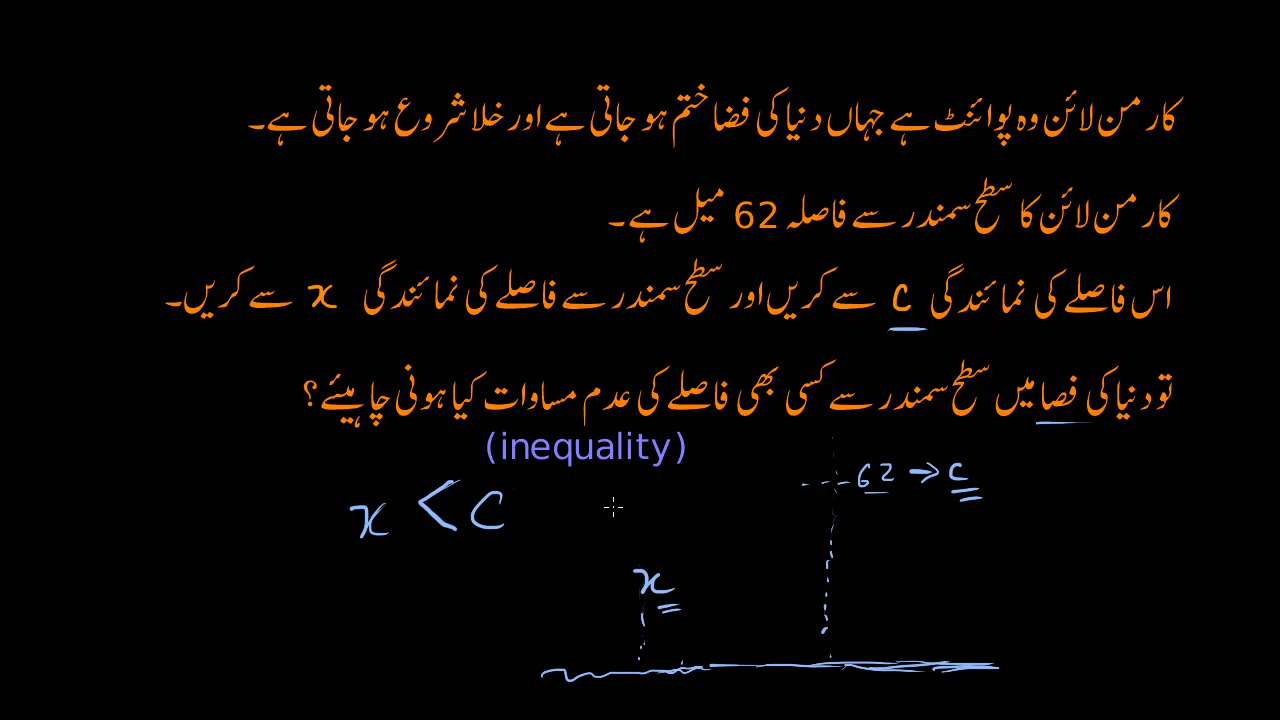 کارمن لائن وہ پوائنٹ ہے جہاں دنیا کی فضا ختم ہو جاتی ہے اور خلا شروع ہو جاتی ہے۔
کارمن لائن کا سطح سمندر سے فاصلہ 62 میل ہے۔
اس فاصلے کی نمائندگی c سے کریں اور سطح سمندر سے فاصلے کی نمائندگی x سے کریں۔
تو دنیا کی فصا میں سطح سمندر سے کسی بھی فاصلے کی عدم مساوات کیا ہونی چاہیئے؟
(inequality)
62 → c
x < c
x